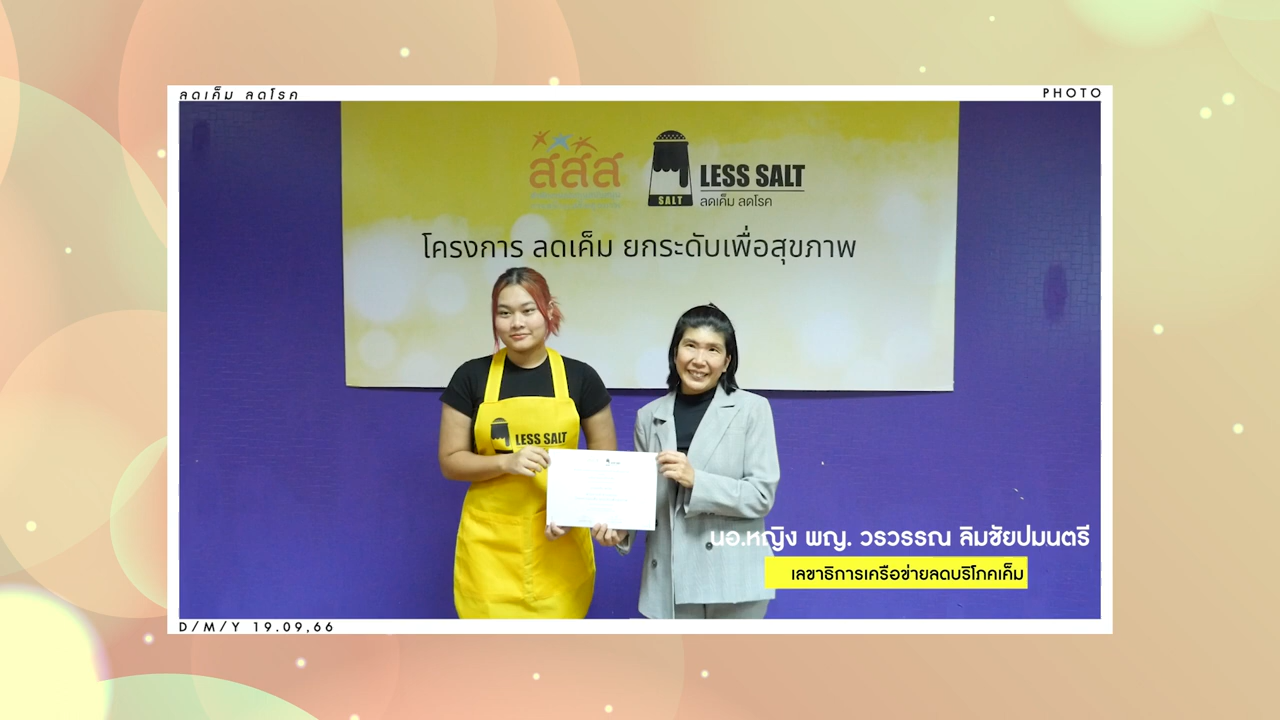 ลดเค็ม ลดโรค
PHOTO
สสส
SALT
LESS SALT
ลดเค็ม ลดโรค
โครงการ ลดเค็ม ยกระดับเพื่อสุขภาพ
LESS SALT
นอ.หญิง พญ. วรวรรณ ลิมชัยปมนตรี
เลขาธิการเครือข่ายลดบริโภคเค็ม
D/M/Y 19.09,66